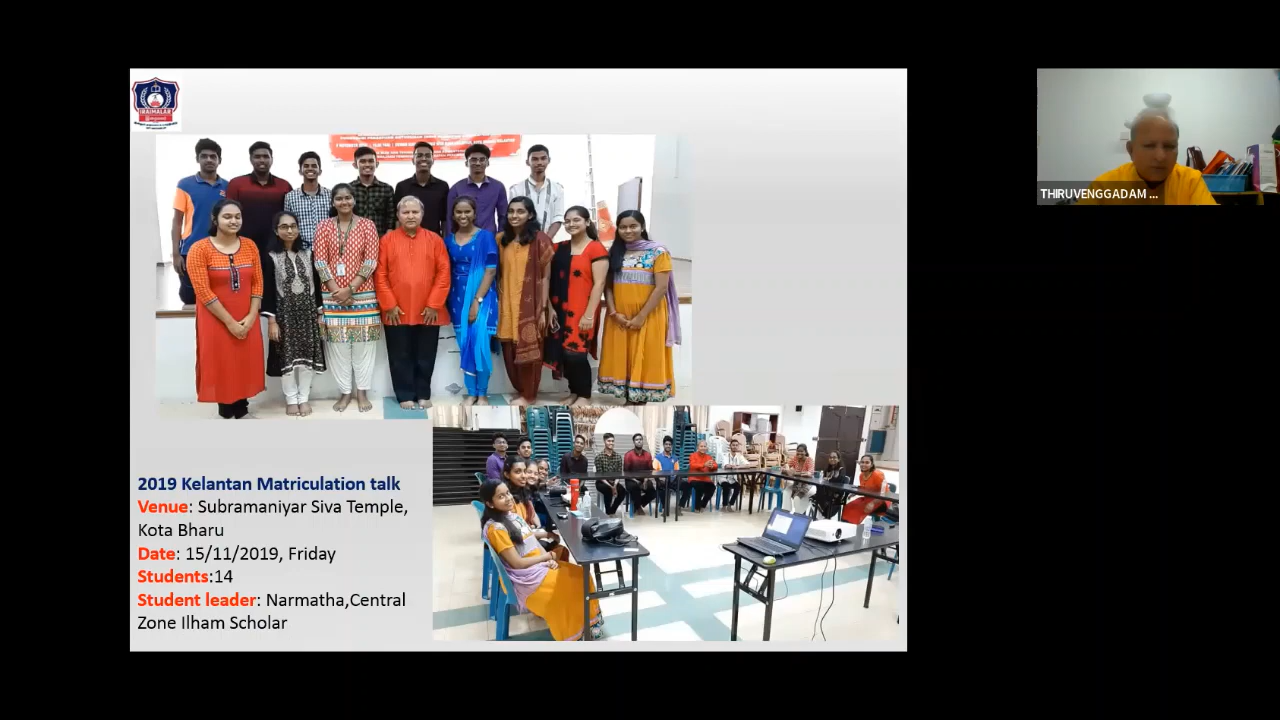 IRAIMALAR
2019 Kelantan Matriculation talk
Venue: Subramaniyar Siva Temple,
Kota Bharu
Date: 15/11/2019, Friday
Students:14
Student leader: Narmatha,Central
Zone Ilham Scholar
THIRUVENGGADAM ...